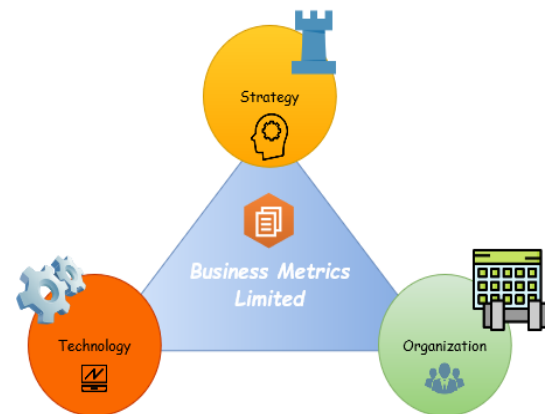 Strategy
Business Metrics
Limited
Technology
Organization